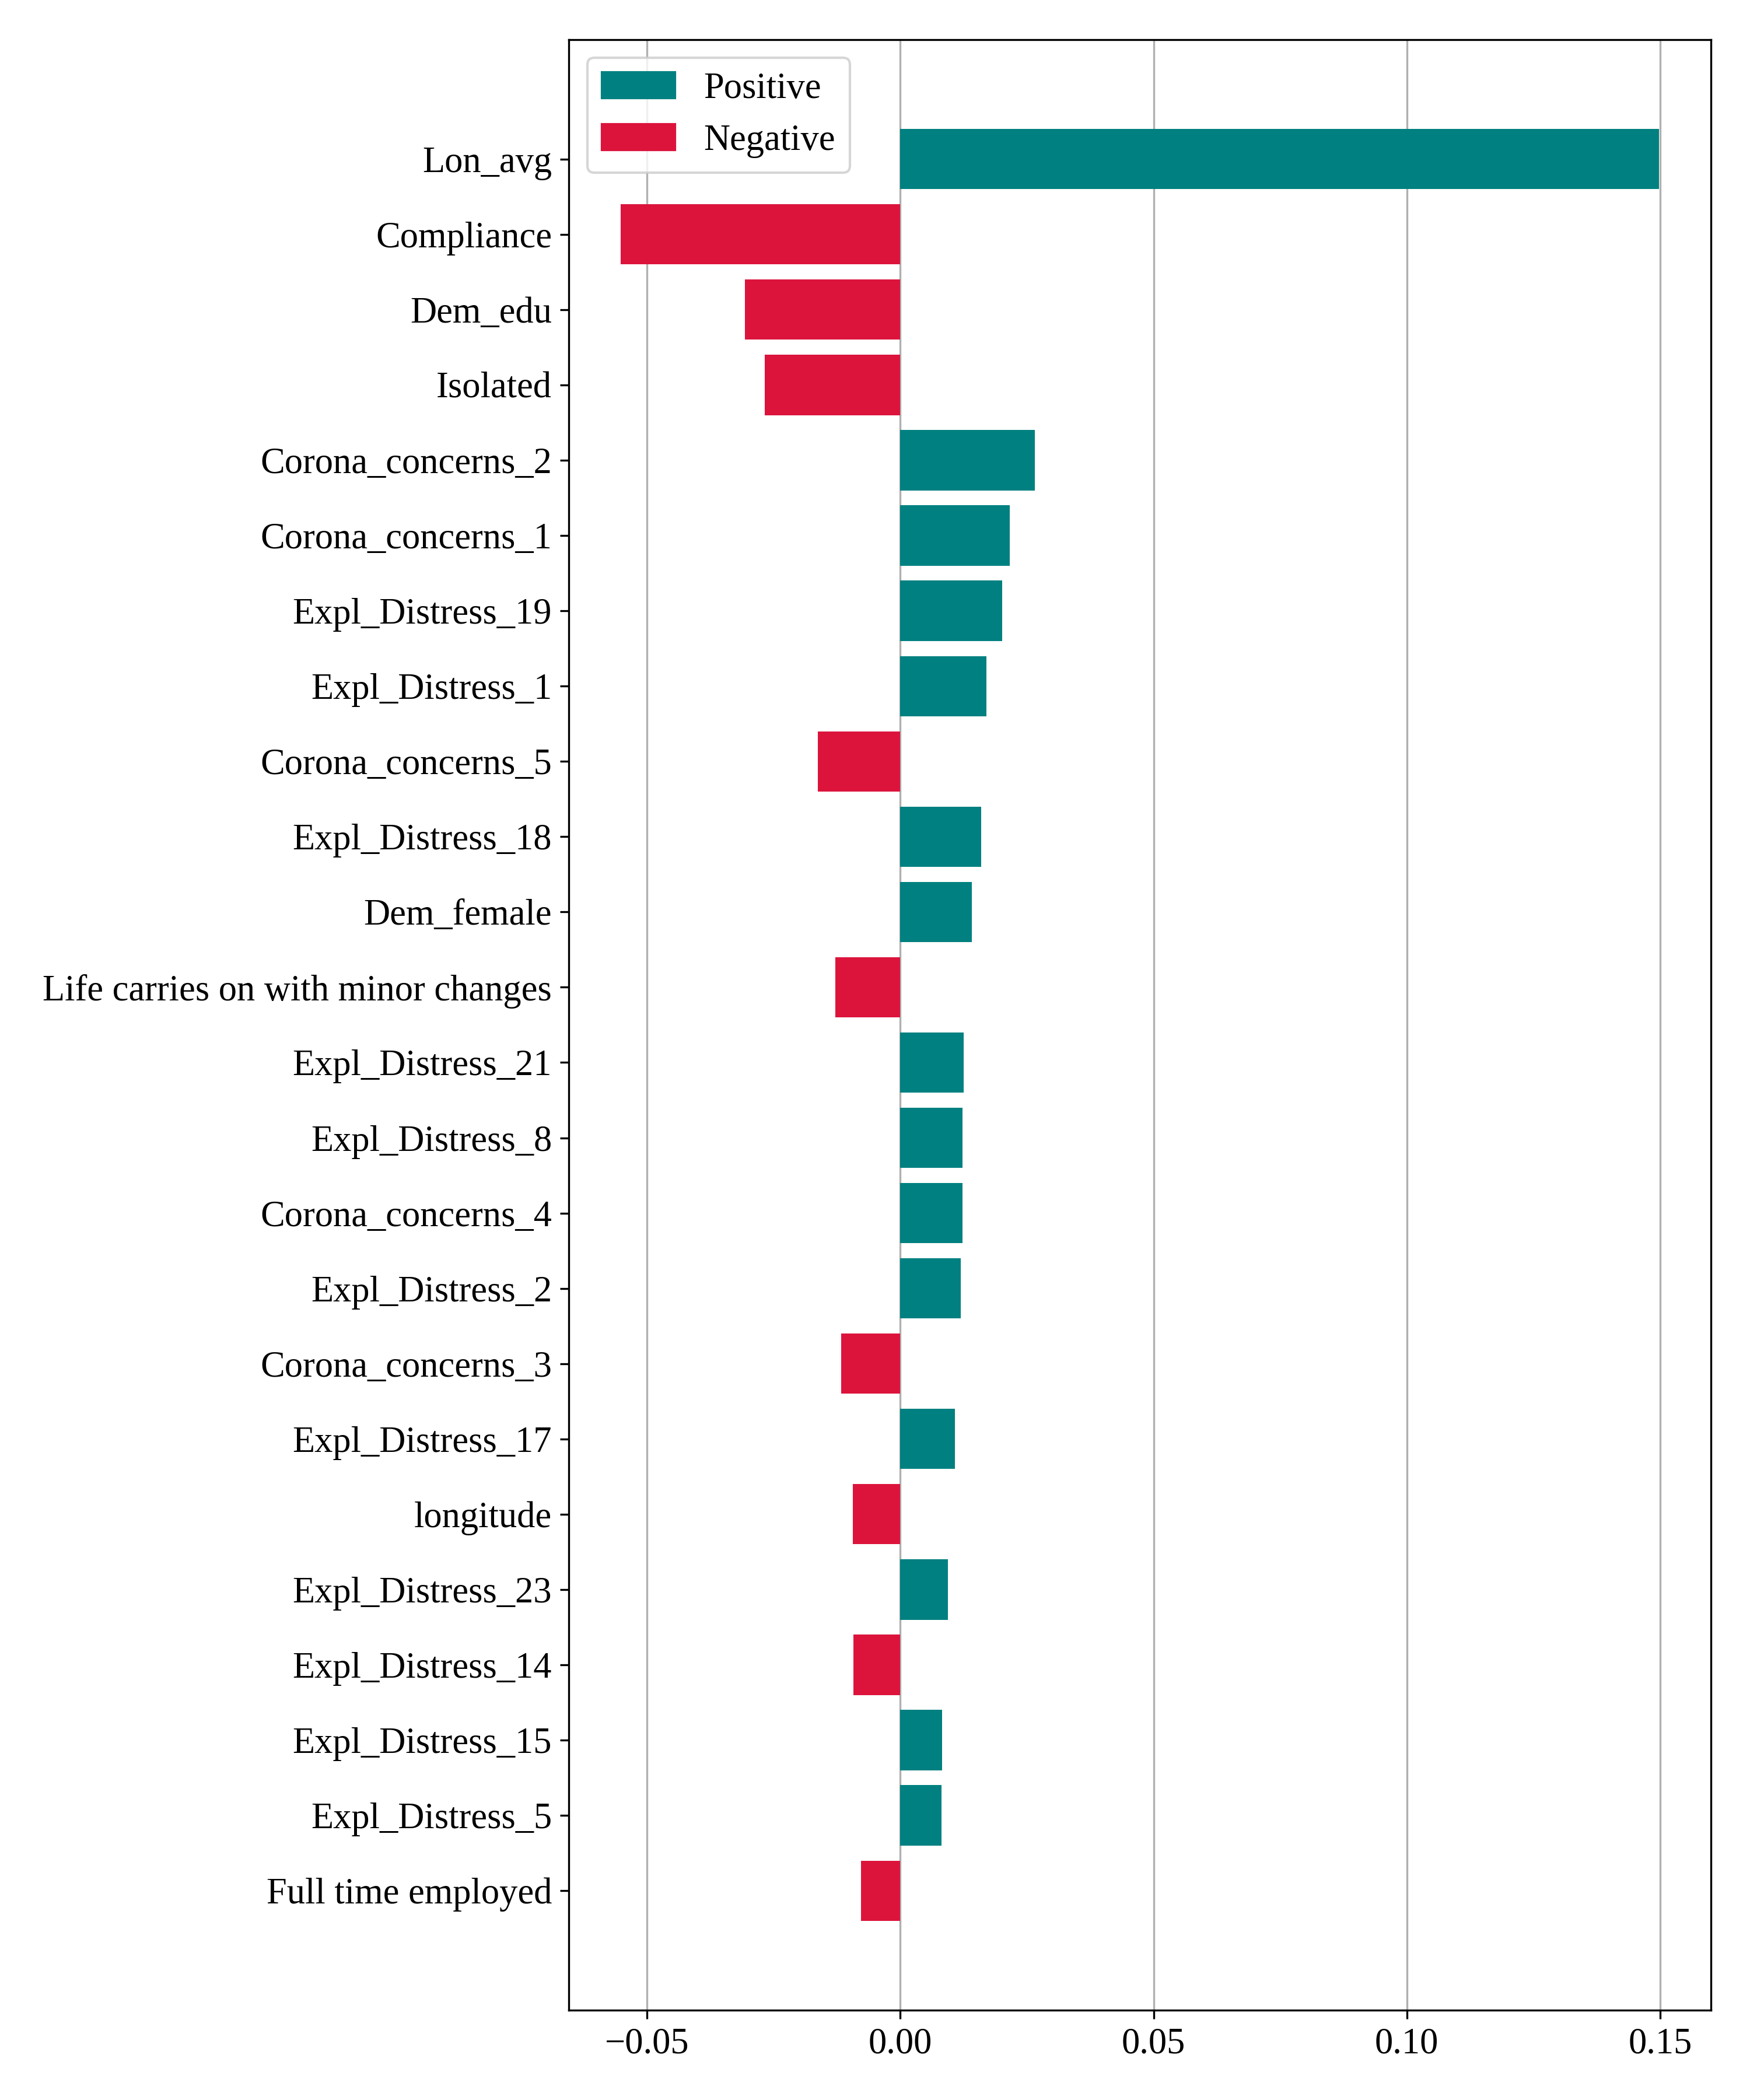 Positive
Negative
Lon_avg
Compliance
Dem_edu
Isolated
Corona_concerns_2
Corona_concerns_1
Expl_Distress_19
Expl_Distress_1
Corona_concerns_5
Expl_Distress_18
Dem_female
Life carries on with minor changes
Expl_Distress_21
Expl_Distress_8
Corona_concerns_4
Expl_Distress_2
Corona_concerns_3
Expl_Distress_17
longitude
Expl_Distress_23
Expl_Distress_14
Expl_Distress_15
Expl_Distress_5
Full time employed
−0.05 0.00 0.05 0.10 0.15